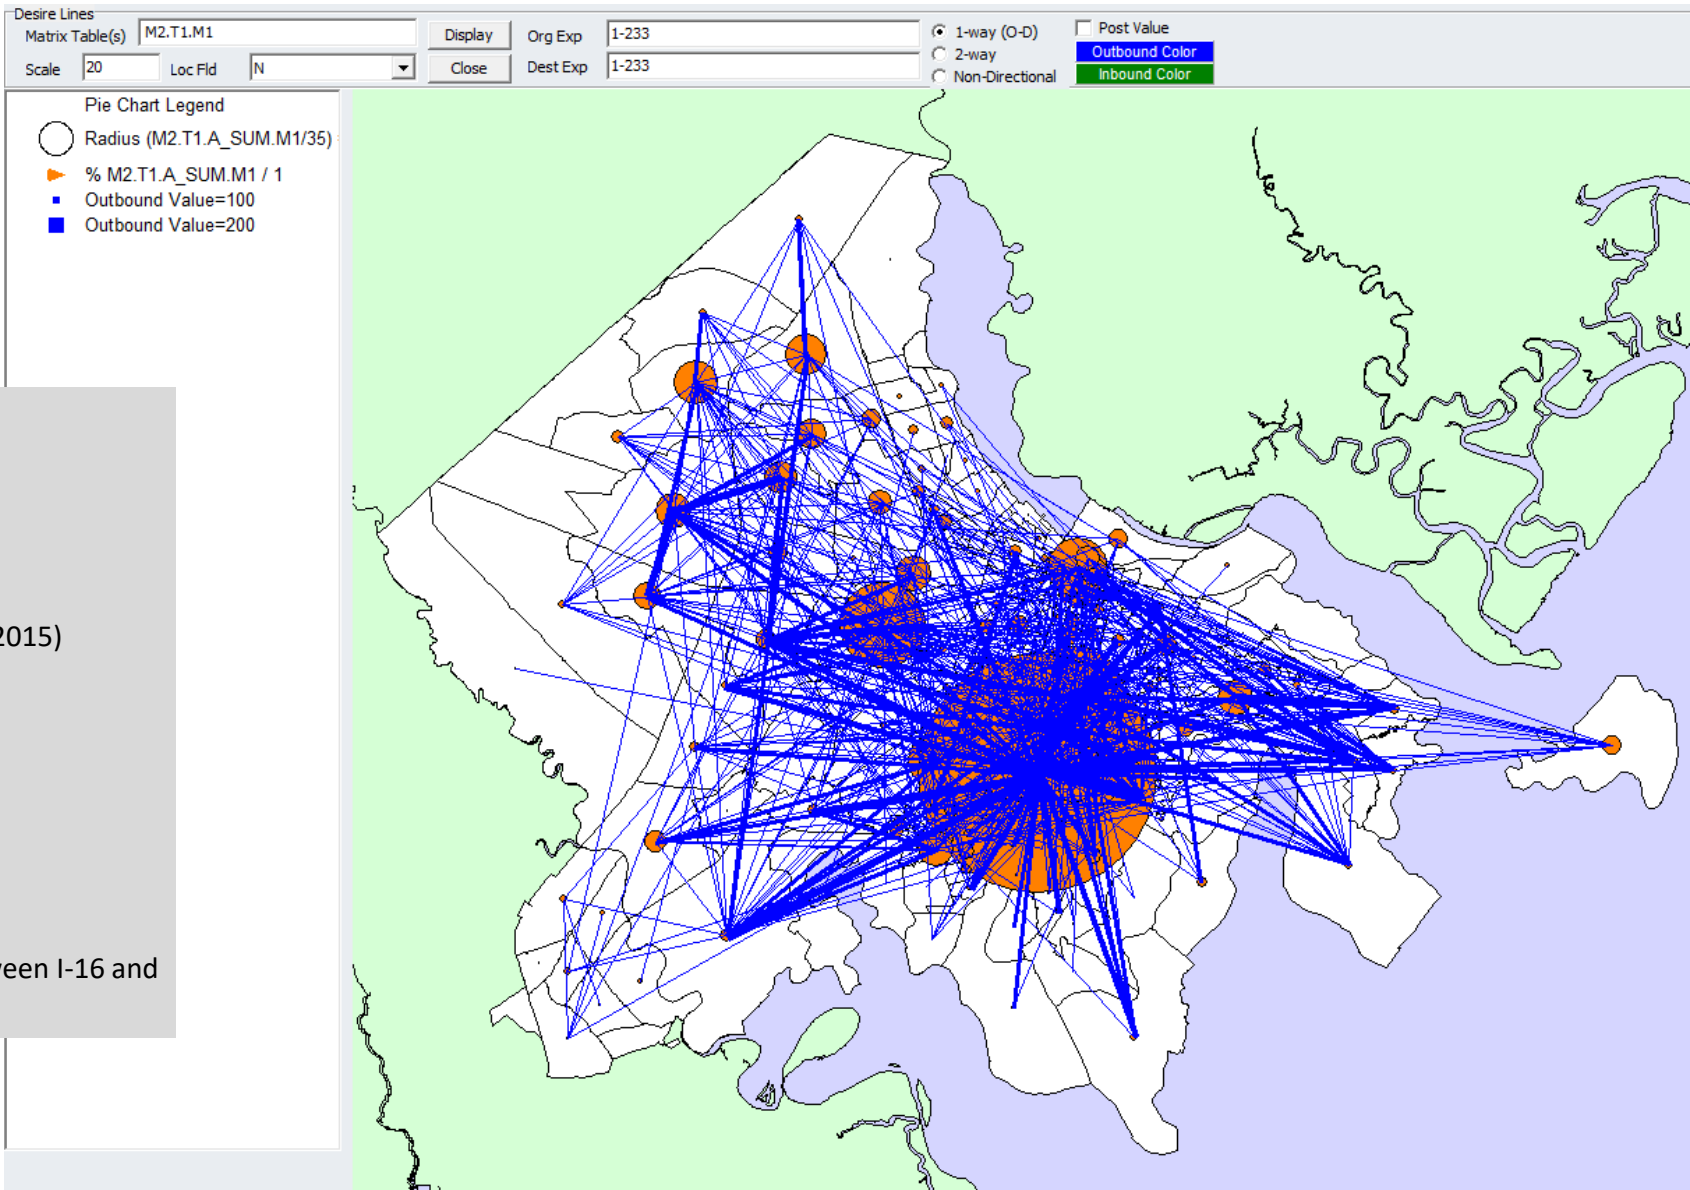 Desire Lines
Matrix Table(s) M2.T1.M1 Display Org Exp 1-233 1-way (O-D) Post Value
2-way Outbound Color
Scale 20 Loc Fld N Close Dest Exp 1-233 Non-Directional Inbound Color
Pie Chart Legend
Radius (M2.T1.A_SUM.M1/35)
% M2.T1.A_SUM.M1 / 1
Outbound Value=100
Outbound Value=200
2015)
een I-16 and